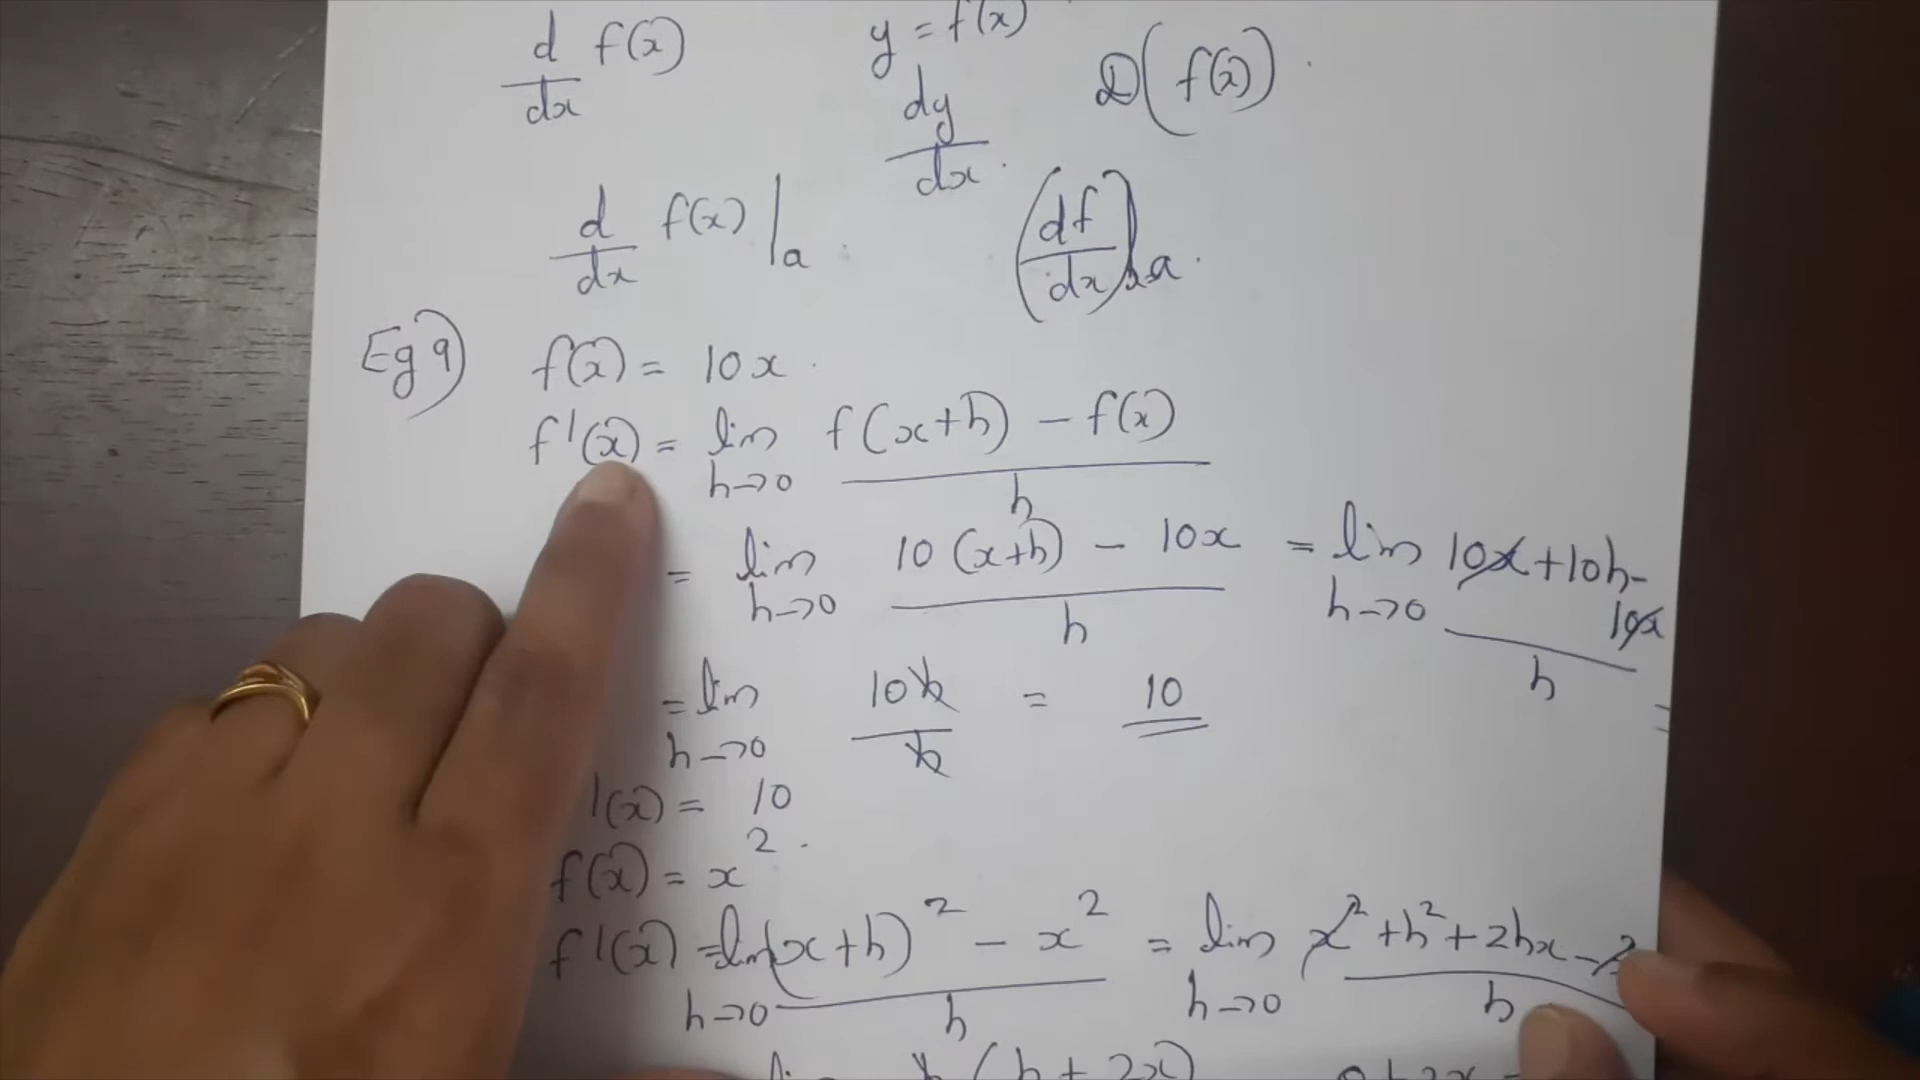 d/dx f(x)    y = f(x)    D(f(x)).
dy/dx.
d/dx f(x)|a    (df/dx)a.
Eg 9) f(x) = 10x.
f'(x) = lim h→0 f(x+h) - f(x) / h
= lim h→0 10(x+h) - 10x / h = lim h→0 10x+10h-10x / h =
= lim h→0 10h / h = 10
'(x) = 10
f(x) = x².
f'(x) = lim h→0 (x+h)² - x² / h = lim h→0 x²+h²+2hx- / h
h(h+2x)